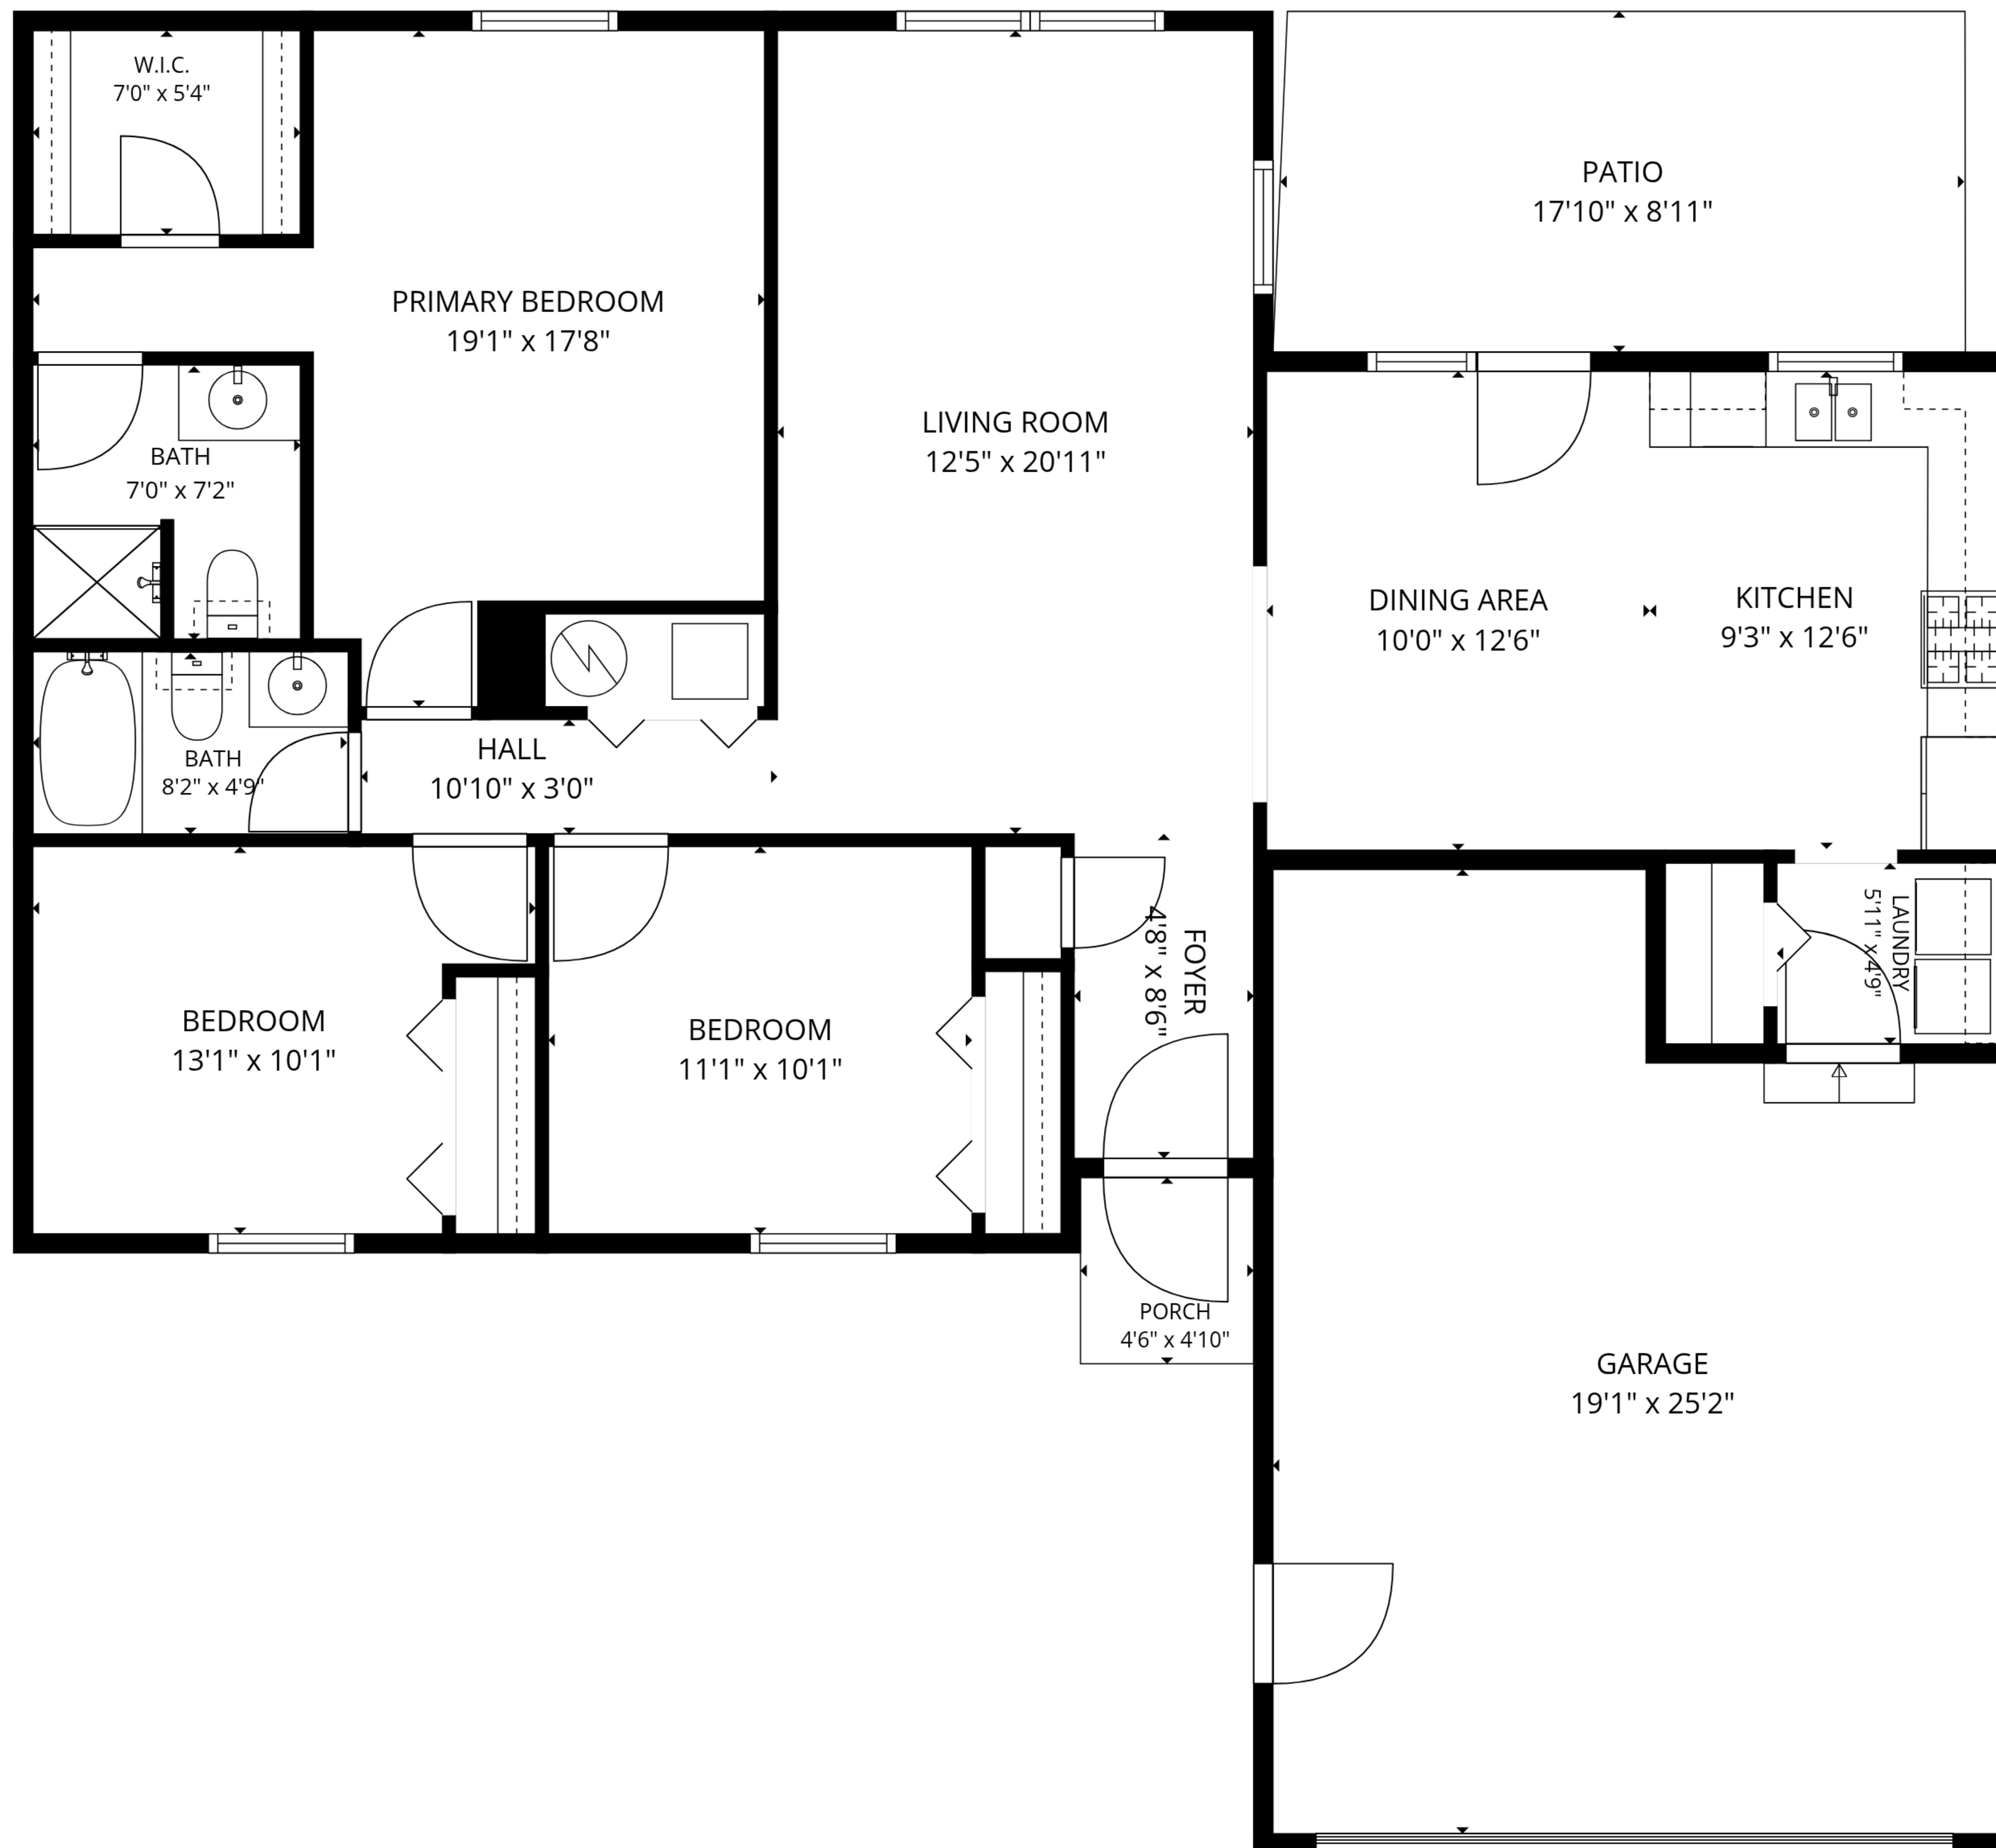 W.I.C.
7'0" x 5'4"
PATIO
17'10" x 8'11"
PRIMARY BEDROOM
19'1" x 17'8"
LIVING ROOM
12'5" x 20'11"
BATH
7'0" x 7'2"
DINING AREA
10'0" x 12'6"
KITCHEN
9'3" x 12'6"
HALL
10'10" x 3'0"
BATH
8'2" x 4'9"
FOYER
4'8" x 8'6"
LAUNDRY
5'11" x 4'9"
BEDROOM
13'1" x 10'1"
BEDROOM
11'1" x 10'1"
PORCH
4'6" x 4'10"
GARAGE
19'1" x 25'2"